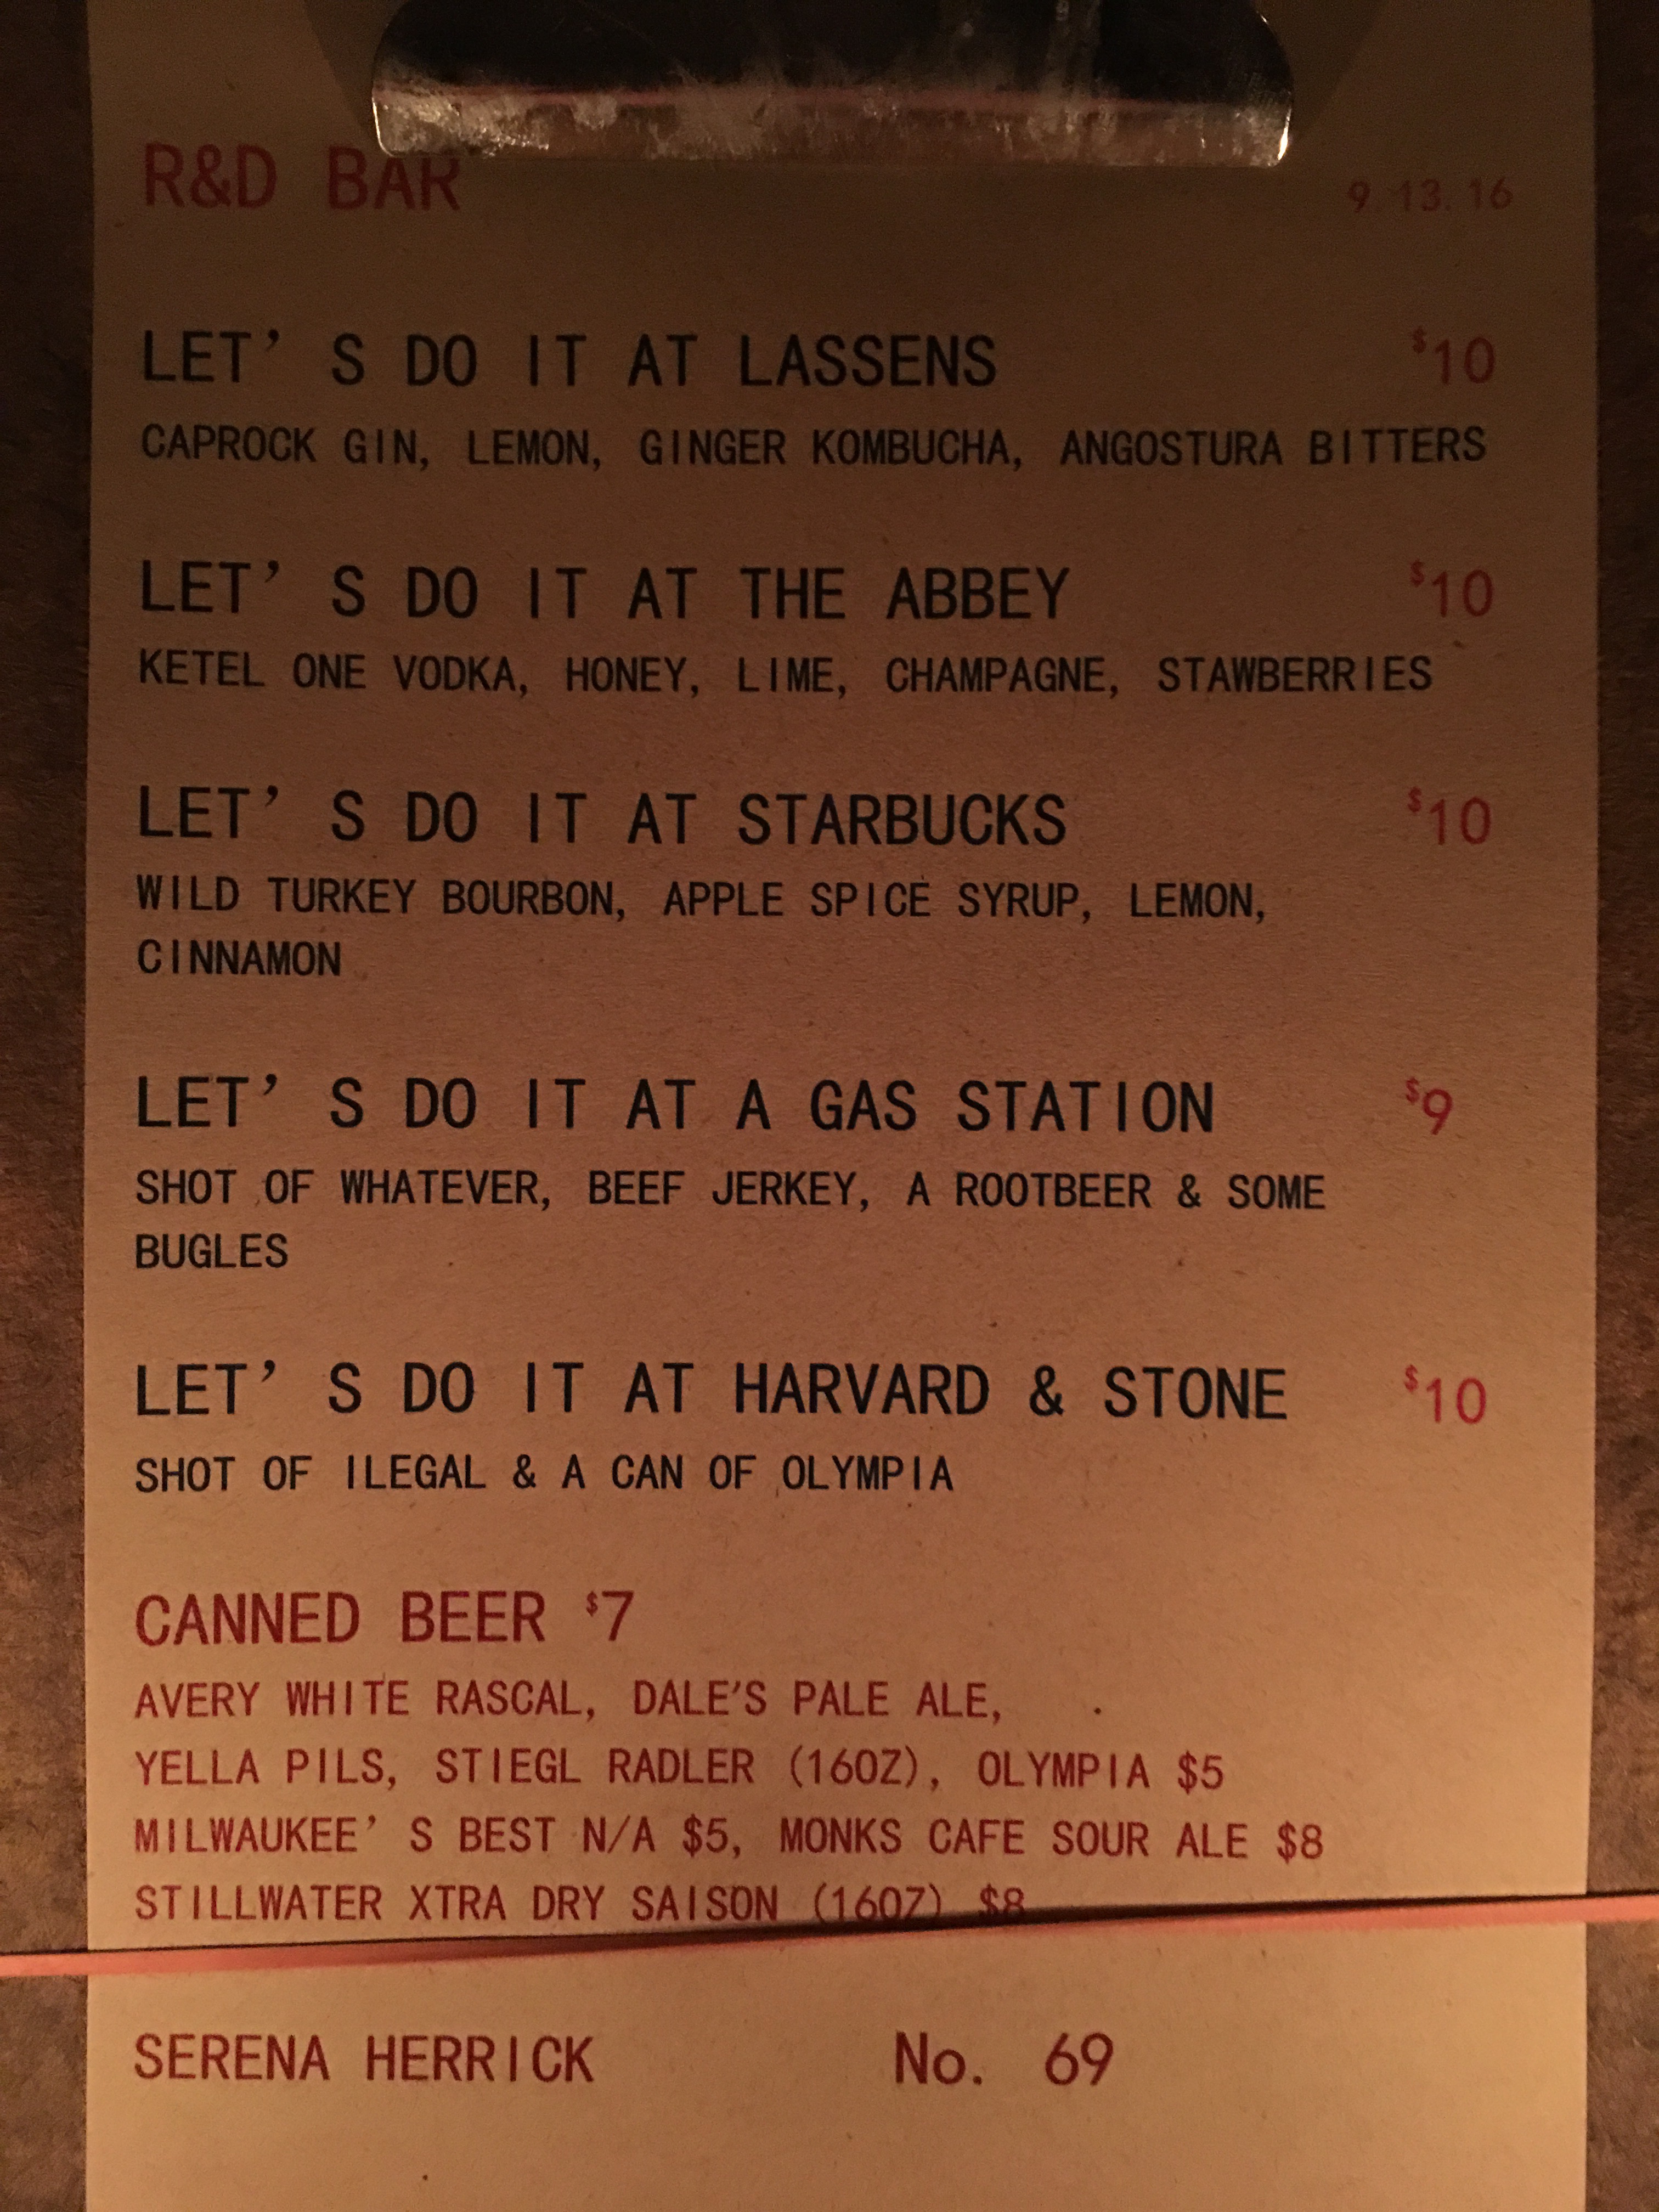 R&D BAR 9.13.16
LET'S DO IT AT LASSENS $10
CAPROCK GIN, LEMON, GINGER KOMBUCHA, ANGOSTURA BITTERS
LET'S DO IT AT THE ABBEY $10
KETEL ONE VODKA, HONEY, LIME, CHAMPAGNE, STAWBERRIES
LET'S DO IT AT STARBUCKS $10
WILD TURKEY BOURBON, APPLE SPICE SYRUP, LEMON,
CINNAMON
LET'S DO IT AT A GAS STATION $9
SHOT OF WHATEVER, BEEF JERKEY, A ROOTBEER & SOME
BUGLES
LET'S DO IT AT HARVARD & STONE $10
SHOT OF ILEGAL & A CAN OF OLYMPIA
CANNED BEER $7
AVERY WHITE RASCAL, DALE'S PALE ALE,
YELLA PILS, STIEGL RADLER (16OZ), OLYMPIA $5
MILWAUKEE'S BEST N/A $5, MONKS CAFE SOUR ALE $8
STILLWATER XTRA DRY SAISON (16OZ) $8
SERENA HERRICK No. 69